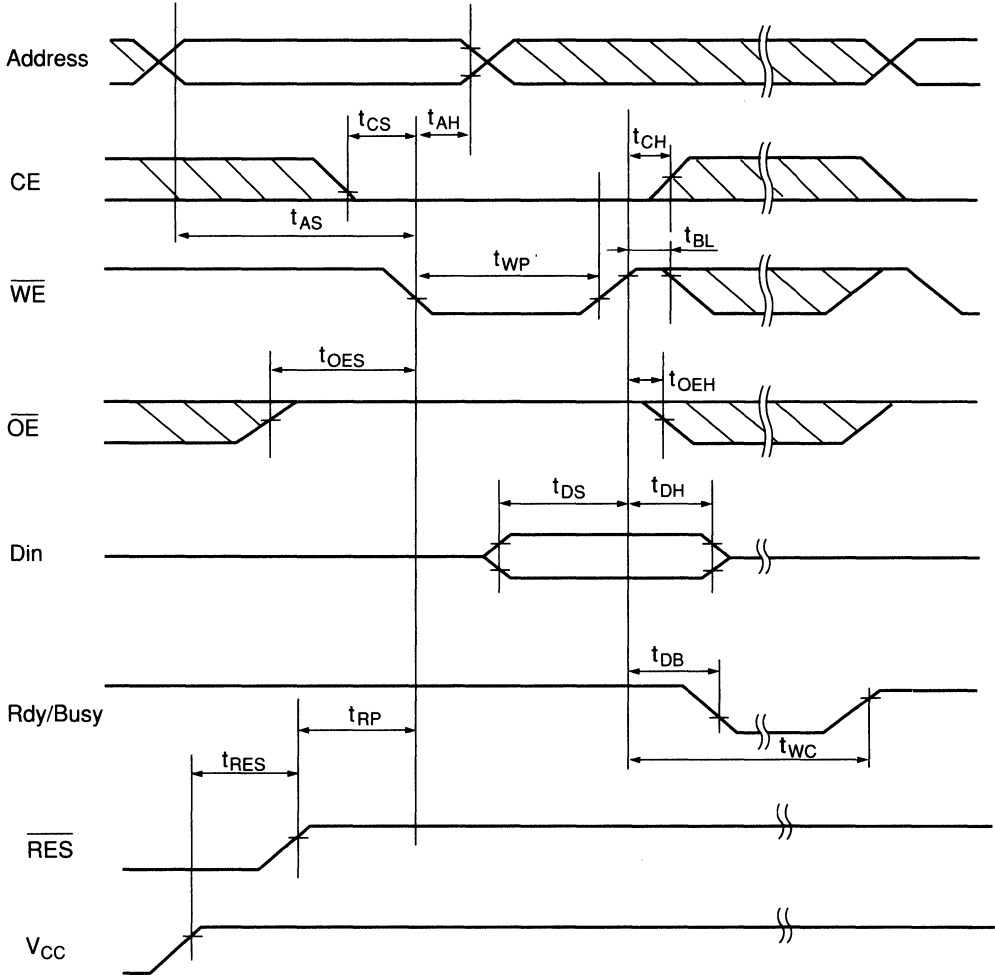 Address
tCS
tAH
tCH
CE
tAS
tBL
tWP
WE
tOES
tOEH
OE
tDS
tDH
Din
tDB
Rdy/Busy
tRP
tWC
tRES
RES
VCC